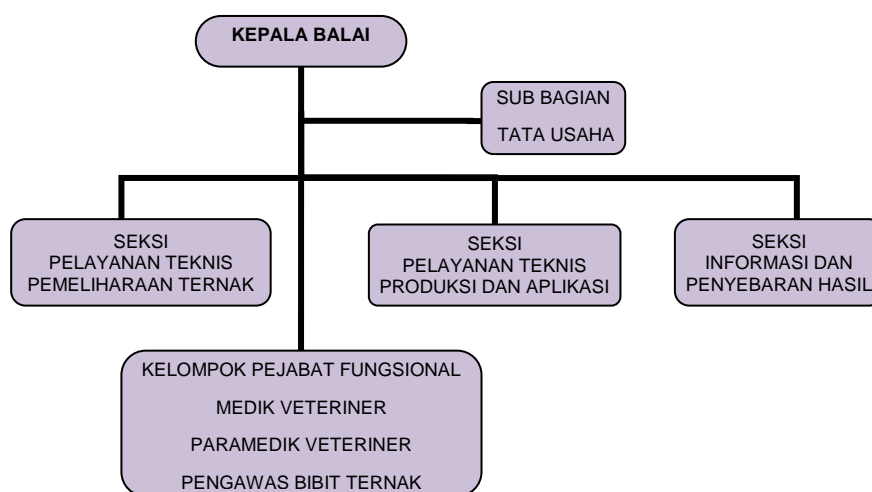 KEPALA BALAI
SUB BAGIAN
TATA USAHA
SEKSI
PELAYANAN TEKNIS
PEMELIHARAAN TERNAK
SEKSI
PELAYANAN TEKNIS
PRODUKSI DAN APLIKASI
SEKSI
INFORMASI DAN
PENYEBARAN HASIL
KELOMPOK PEJABAT FUNGSIONAL
MEDIK VETERINER
PARAMEDIK VETERINER
PENGAWAS BIBIT TERNAK